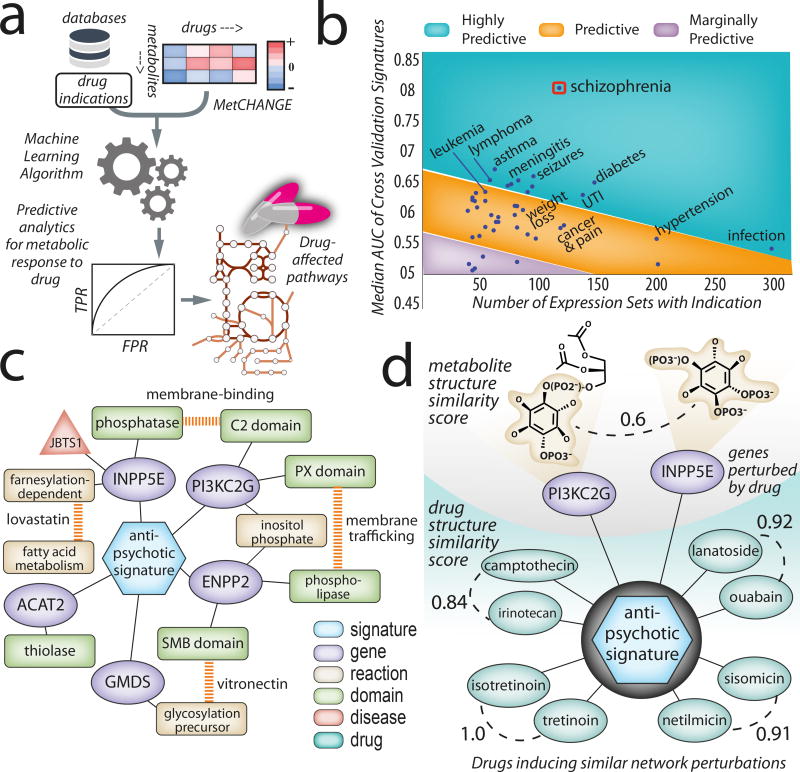 a
databases
drug
indications
drugs --->
<---
metabolites
+
0
-
MetCHANGE
Machine
Learning
Algorithm
Predictive
analytics
for metabolic
response to
drug
TPR
FPR
Drug-
affected
pathways
b
Highly
Predictive
Predictive
Marginally
Predictive
Median AUC of Cross Validation Signatures
0.85
08
0.75
07
0.65
0.6
0.55
05
0.45
schizophrenia
leukemia
lymphoma
asthma
meningitis
seizures
diabetes
UTI
weight
loss
cancer
& pain
hypertension
infection
50
100
150
200
250
300
Number of Expression Sets with Indication
c
membrane-binding
phosphatase
C2 domain
JBTS1
INPP5E
PI3KC2G
PX domain
farnesylation-
dependent
lovastatin
fatty acid
metabolism
anti-
psychotic
signature
inositol
phosphate
membrane
trafficking
ENPP2
phospho-
lipase
ACAT2
thiolase
SMB domain
GMDS
vitronectin
glycosylation
precursor
signature
gene
reaction
domain
disease
drug
d
metabolite
structure
similarity
score
O
O
O
O
O(PO2⁻)-O
O
O
O
O
OPO3⁻
0.6
(PO3⁻)O
O
O
O
OPO3⁻
OPO3⁻
PI3KC2G
INPP5E
genes
perturbed
by drug
drug
structure
similarity
score
0.92
camptothecin
lanatoside
0.84
irinotecan
ouabain
anti-
psychotic
signature
isotretinoin
sisomicin
1.0
tretinoin
netilmicin
0.91
Drugs inducing similar network perturbations